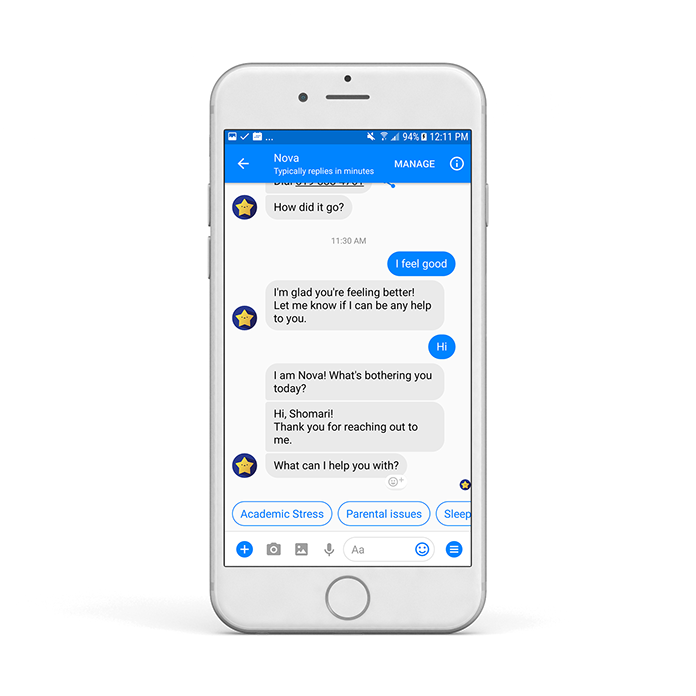 ...
94%
12:11 PM
Nova
Typically replies in minutes
MANAGE
How did it go?
11:30 AM
I feel good
I'm glad you're feeling better!
Let me know if I can be any help
to you.
Hi
I am Nova! What's bothering you
today?
Hi, Shomari!
Thank you for reaching out to
me.
What can I help you with?
Academic Stress
Parental issues
Sleep
Aa